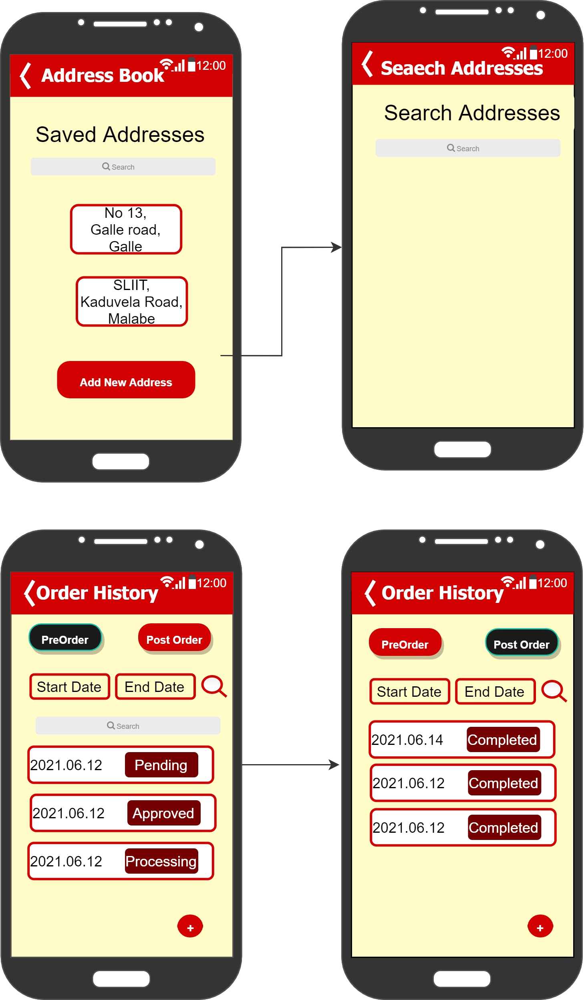 12:00
Address Book
Saved Addresses
Search
No 13,
Galle road,
Galle
SLIIT,
Kaduvela Road,
Malabe
Add New Address
12:00
Seaech Addresses
Search Addresses
Search
12:00
Order History
PreOrder
Post Order
Start Date
End Date
Search
2021.06.12
Pending
2021.06.12
Approved
2021.06.12
Processing
+
12:00
Order History
PreOrder
Post Order
Start Date
End Date
2021.06.14
Completed
2021.06.12
Completed
2021.06.12
Completed
+